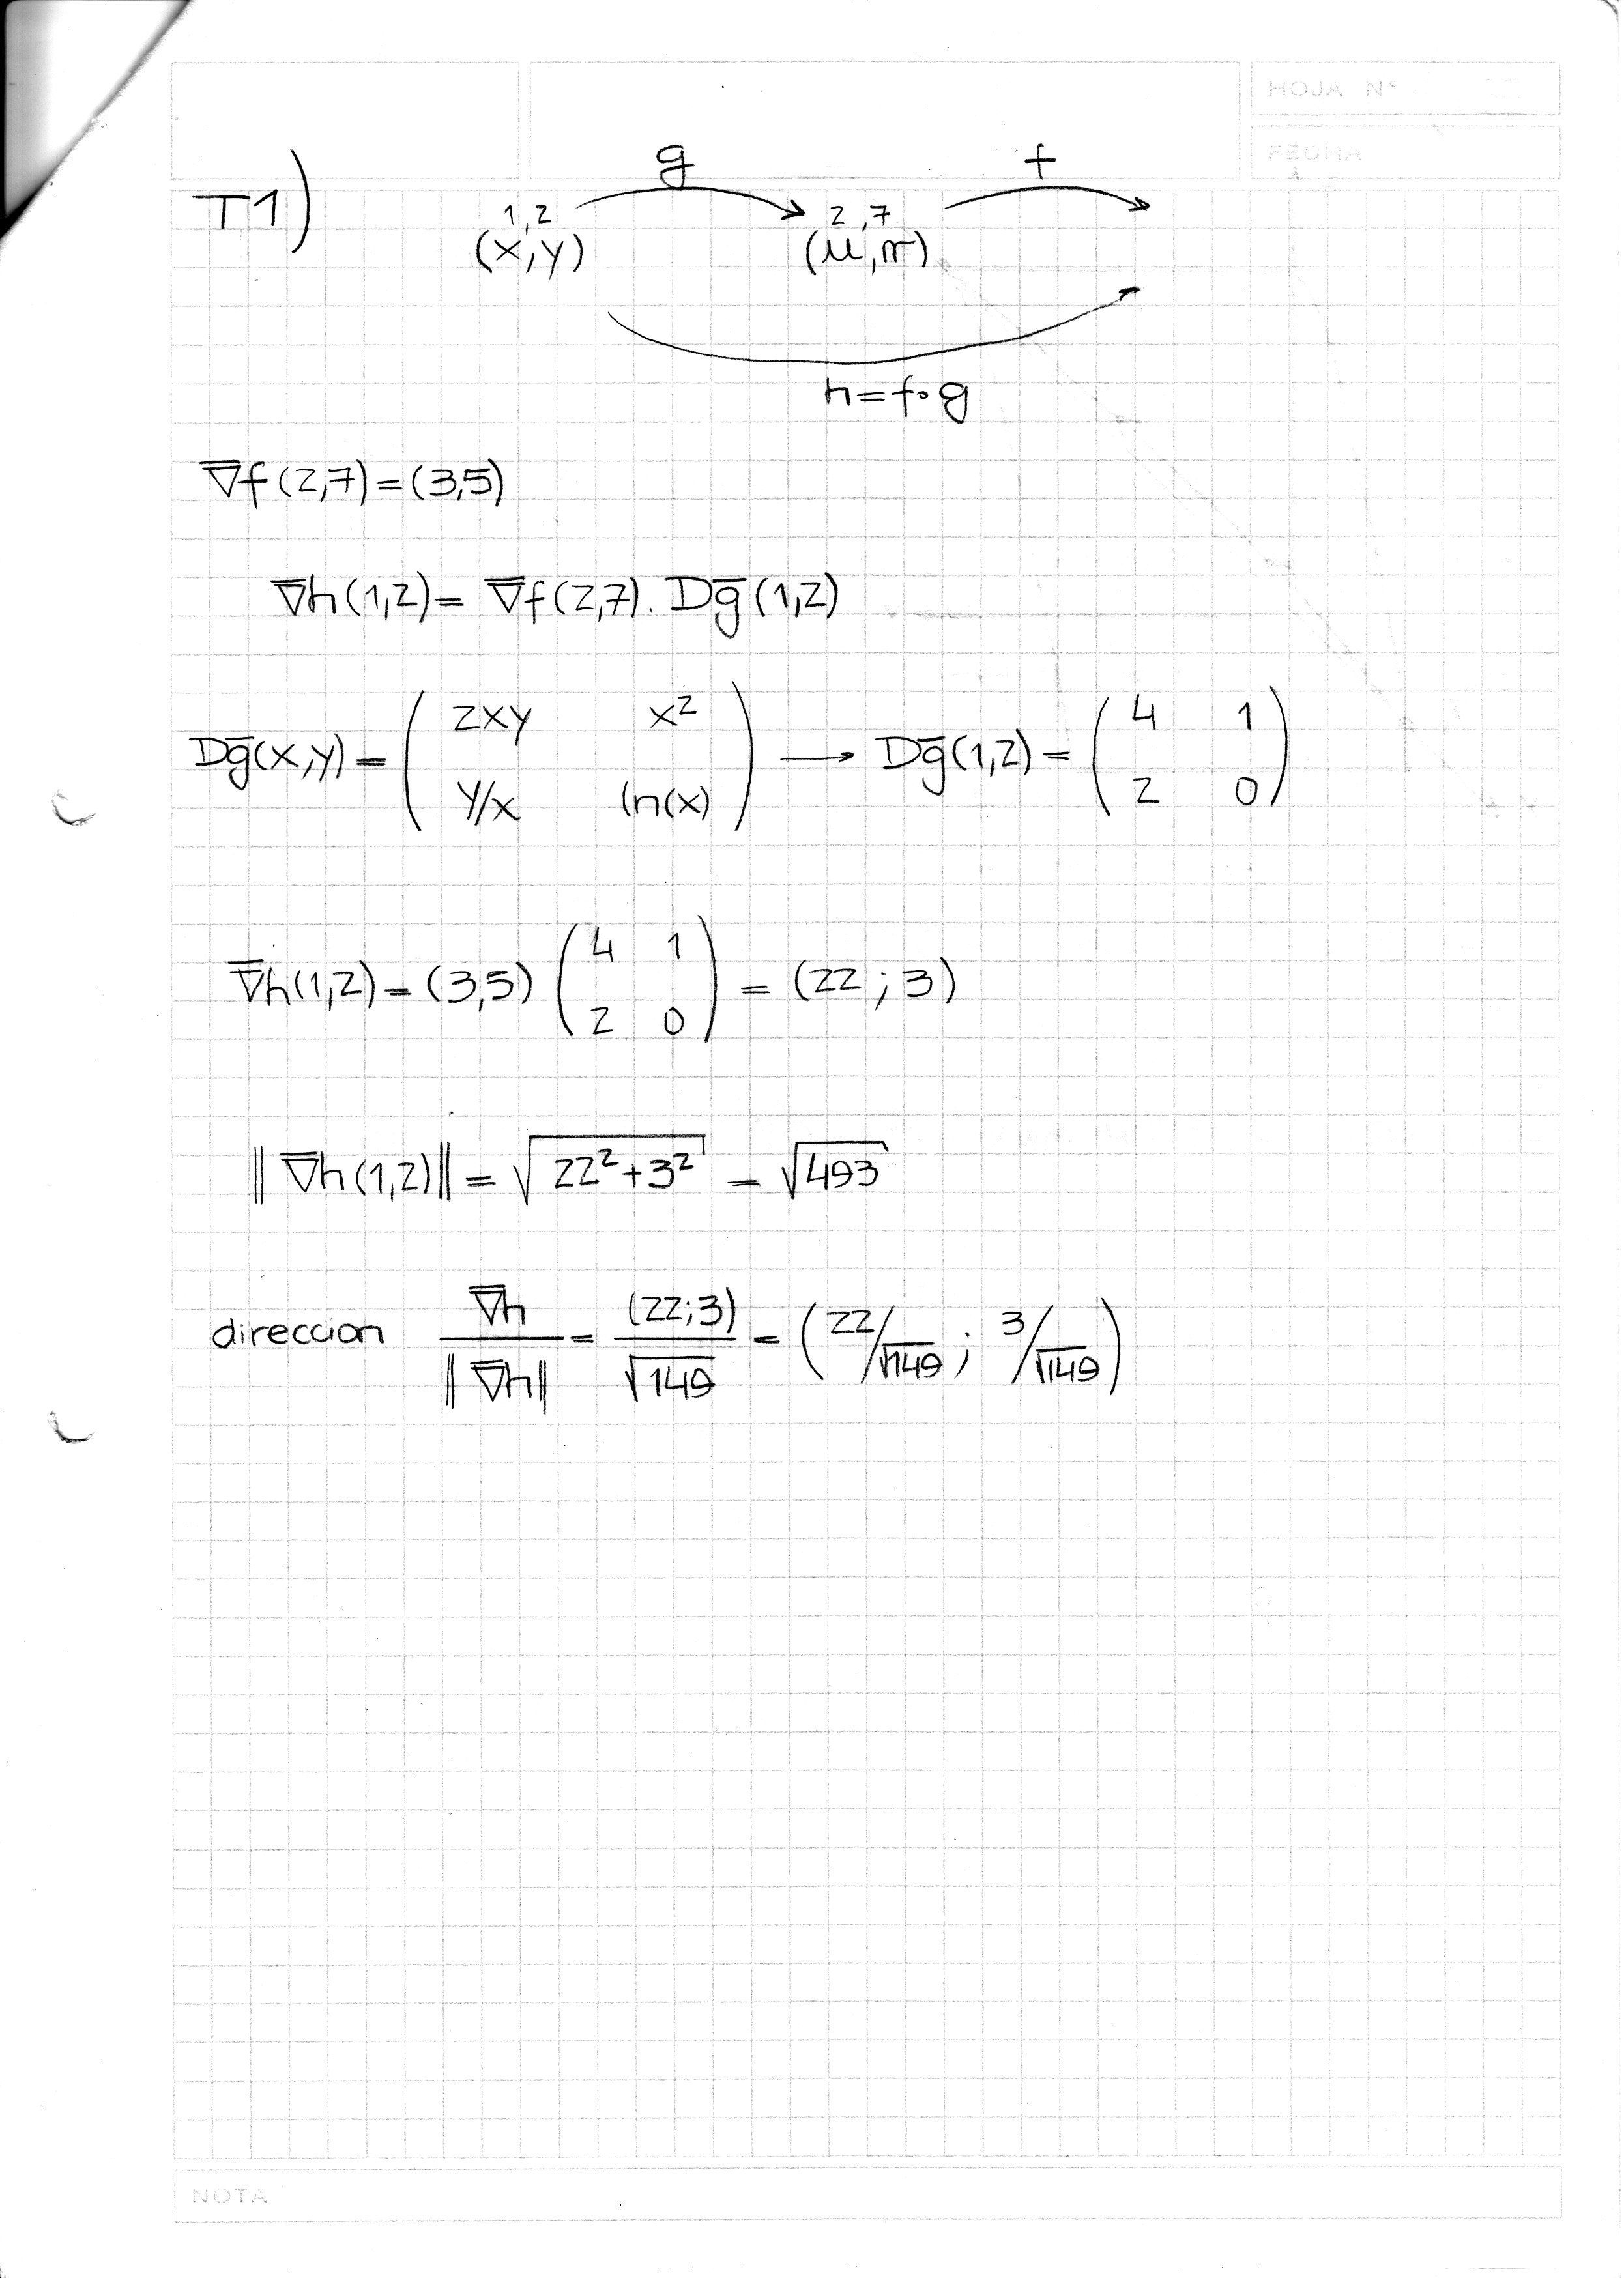 HOJA N°
FECHA
T1)
g f
1,2 2,7
(x,y) (u,v)
h=f∘g
∇f(2,7)=(3,5)
∇h(1,2)= ∇f(2,7). Dg(1,2)
Dg(x,y)= ( 2xy x² ; y/x ln(x) ) → Dg(1,2)= ( 4 1 ; 2 0 )
∇h(1,2)=(3,5) ( 4 1 ; 2 0 ) = (22 ; 3)
‖∇h(1,2)‖ = √(22²+3²) = √493
direccion ∇h/‖∇h‖ = (22;3)/√149 = (22/√149 ; 3/√149)
NOTA